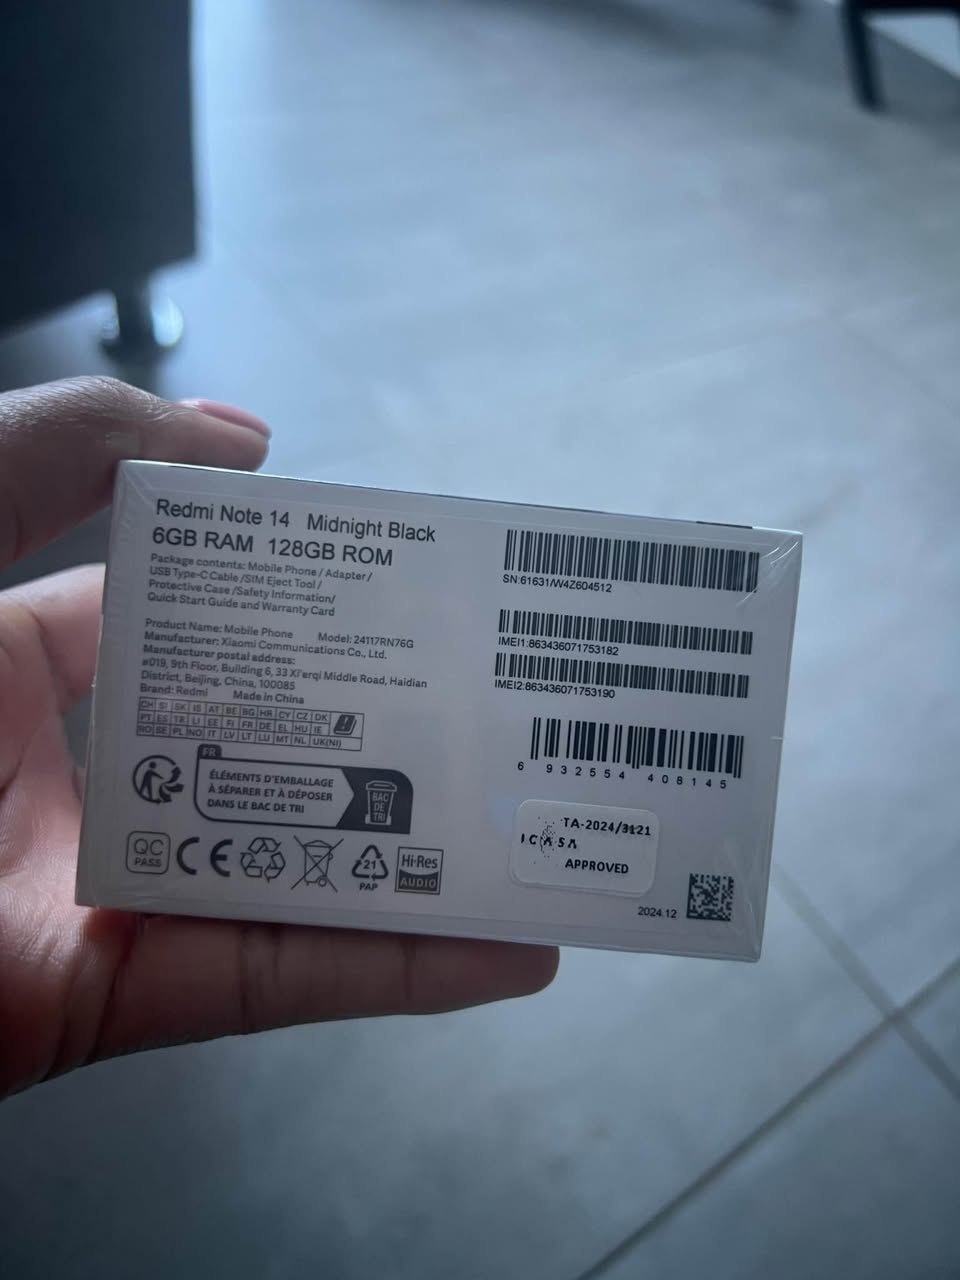 Redmi Note 14 Midnight Black
6GB RAM 128GB ROM
Package contents: Mobile Phone / Adapter /
USB Type-C Cable /SIM Eject Tool /
Protective Case /Safety Information/
Quick Start Guide and Warranty Card
Product Name: Mobile Phone Model: 24117RN76G
Manufacturer: Xiaomi Communications Co., Ltd.
Manufacturer postal address:
#019, 9th Floor, Building 6, 33 Xi'erqi Middle Road, Haidian
District, Beijing, China, 100085
Brand: Redmi Made in China
CH SI SK IS AT BE BG HR CY CZ DK
PT ES TR LI EE FI FR DE EL HU IE
RO SE PL NO IT LV LT LU MT NL UK(NI)
FR
ÉLÉMENTS D'EMBALLAGE
À SÉPARER ET À DÉPOSER
DANS LE BAC DE TRI
BAC
DE
TRI
QC
PASS
CE
21
PAP
Hi-Res
AUDIO
SN:61631/W4Z604512
IMEI1:863436071753182
IMEI2:863436071753190
6 932554 408145
TA-2024/3121
ICASA
APPROVED
2024.12